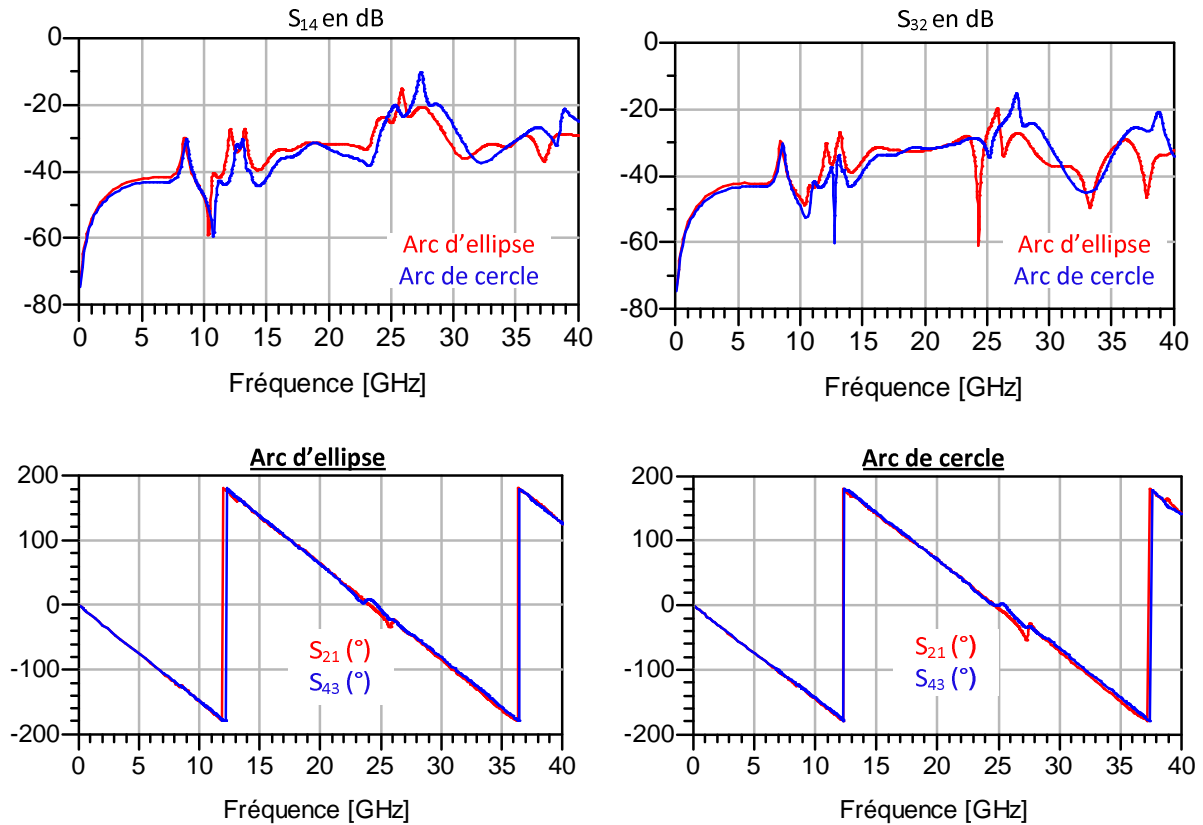 S14 en dB
0
-20
-40
-60
-80
0 5 10 15 20 25 30 35 40
Fréquence [GHz]
Arc d’ellipse
Arc de cercle
S32 en dB
0
-20
-40
-60
-80
0 5 10 15 20 25 30 35 40
Fréquence [GHz]
Arc d’ellipse
Arc de cercle
Arc d’ellipse
200
100
0
-100
-200
0 5 10 15 20 25 30 35 40
Fréquence [GHz]
S21 (°)
S43 (°)
Arc de cercle
200
100
0
-100
-200
0 5 10 15 20 25 30 35 40
Fréquence [GHz]
S21 (°)
S43 (°)